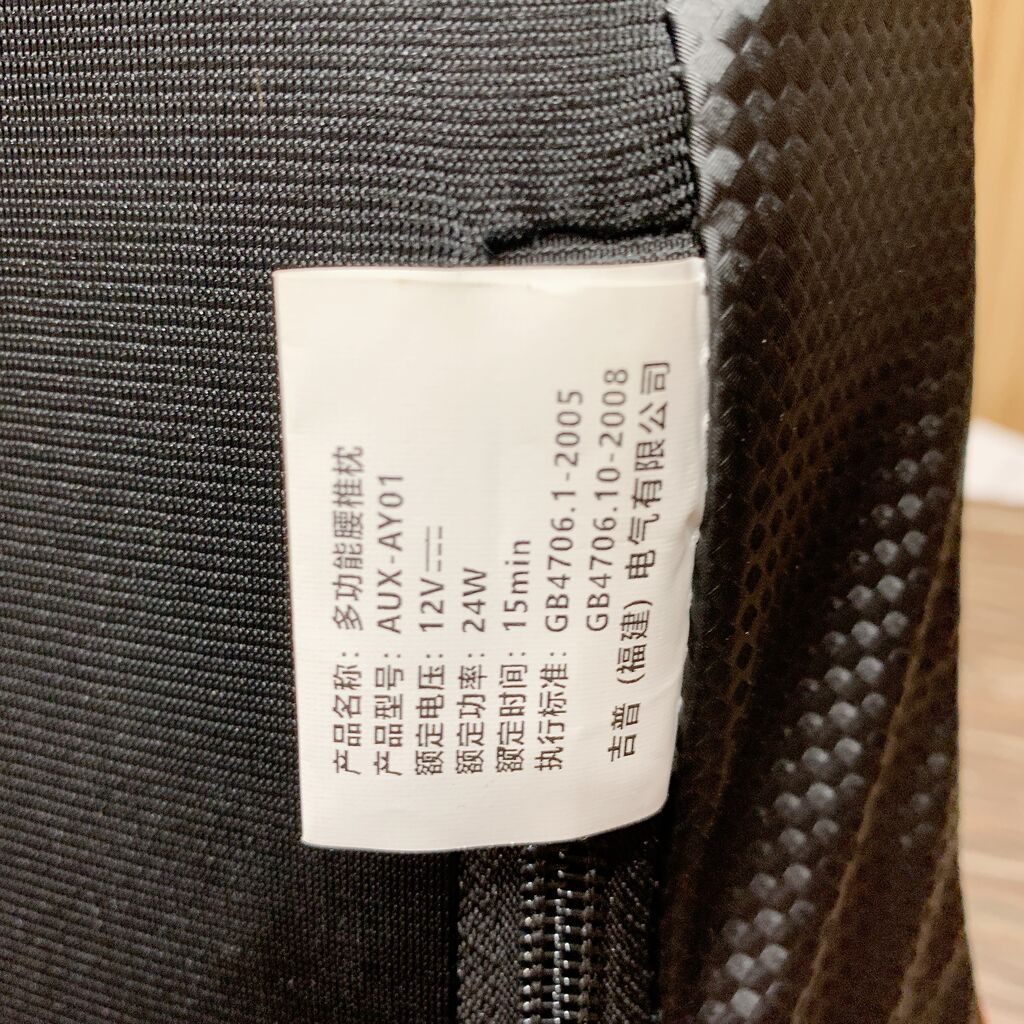 产品名称：多功能腰椎枕
产品型号：AUX-AY01
额定电压：12V⎓
额定功率：24W
额定时间：15min
执行标准：GB4706.1-2005
GB4706.10-2008
吉普（福建）电气有限公司